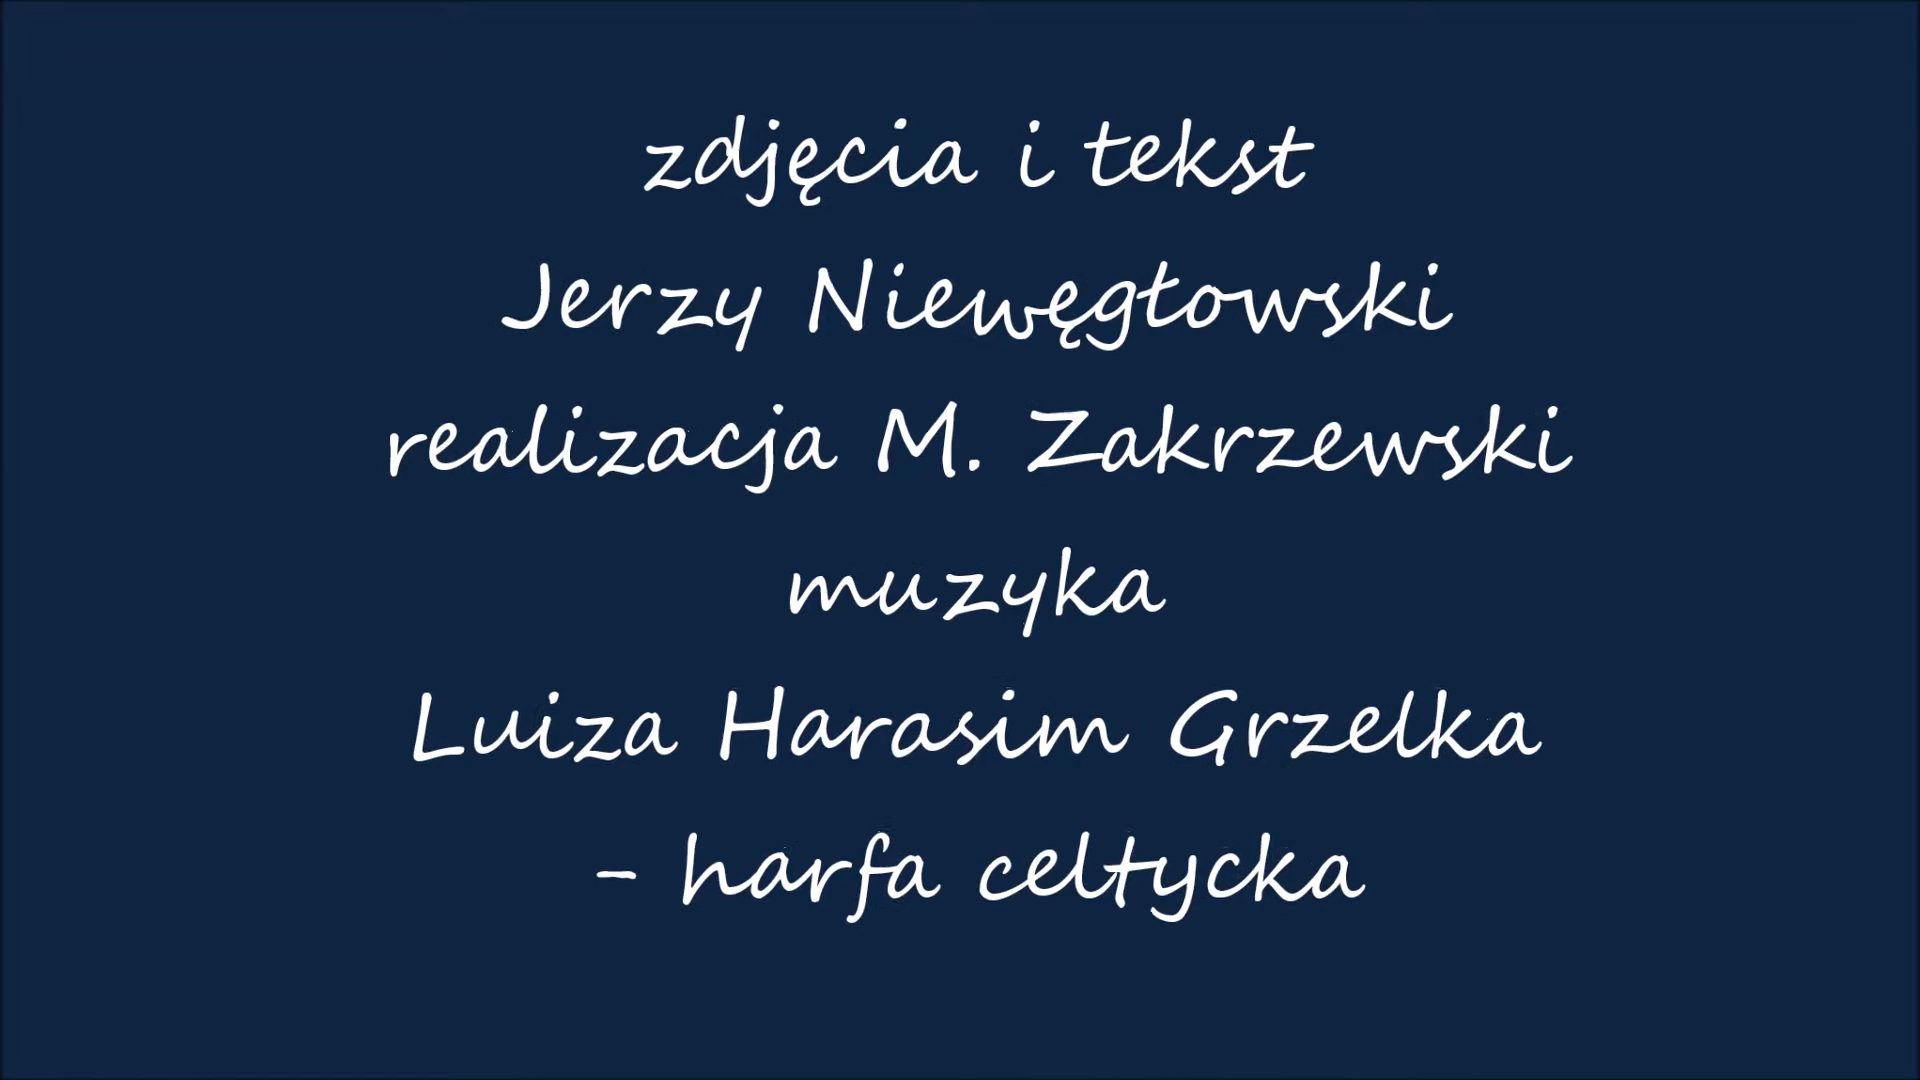 zdjęcia i tekst
Jerzy Niewęgłowski
realizacja M. Zakrzewski
muzyka
Luiza Harasim Grzelka
- harfa celtycka